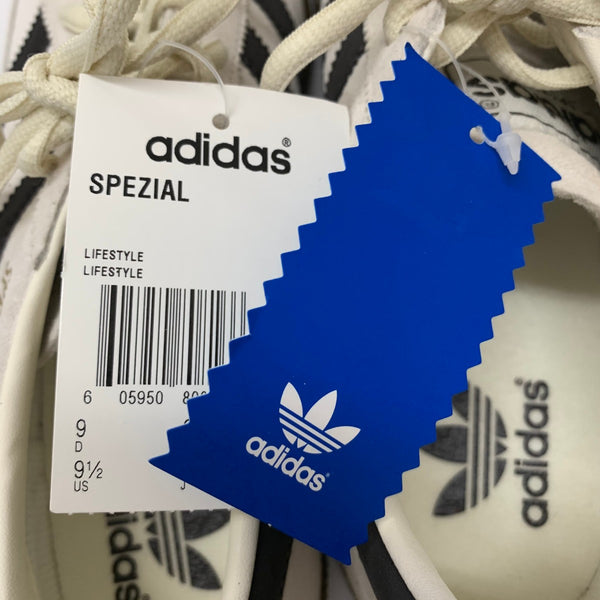 adidas®
SPEZIAL
LIFESTYLE
LIFESTYLE
6 05950
9
D
9½
US
J
adidas
adidas
adidas